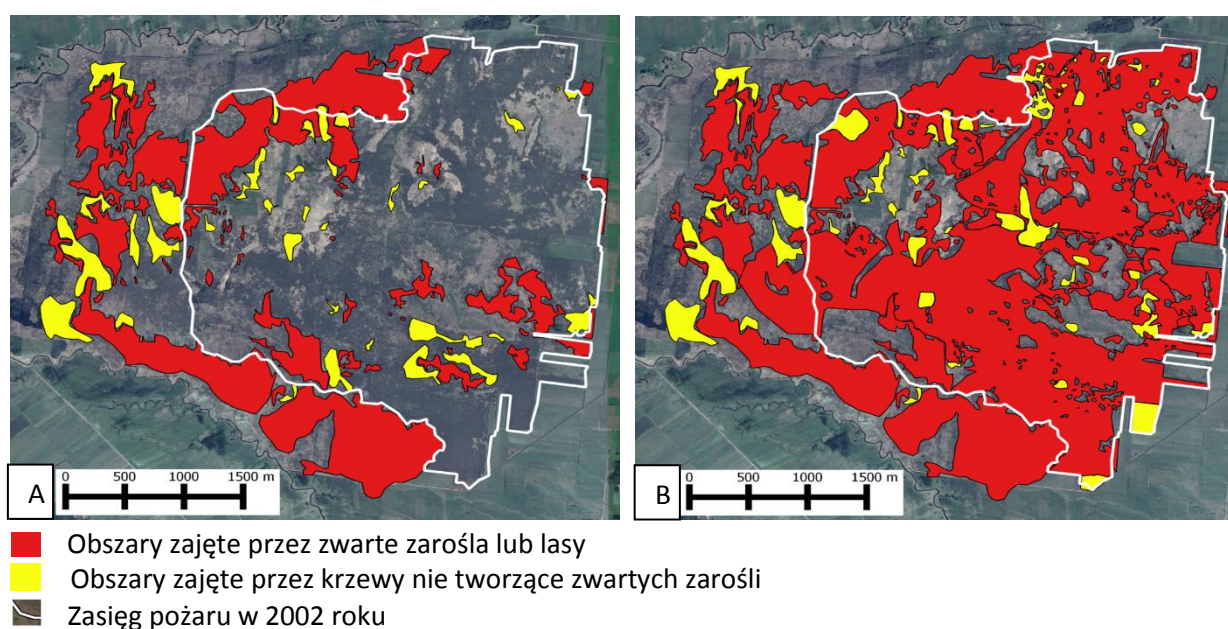 A
0 500 1000 1500 m
B
0 500 1000 1500 m
Obszary zajęte przez zwarte zarośla lub lasy
Obszary zajęte przez krzewy nie tworzące zwartych zarośli
Zasięg pożaru w 2002 roku